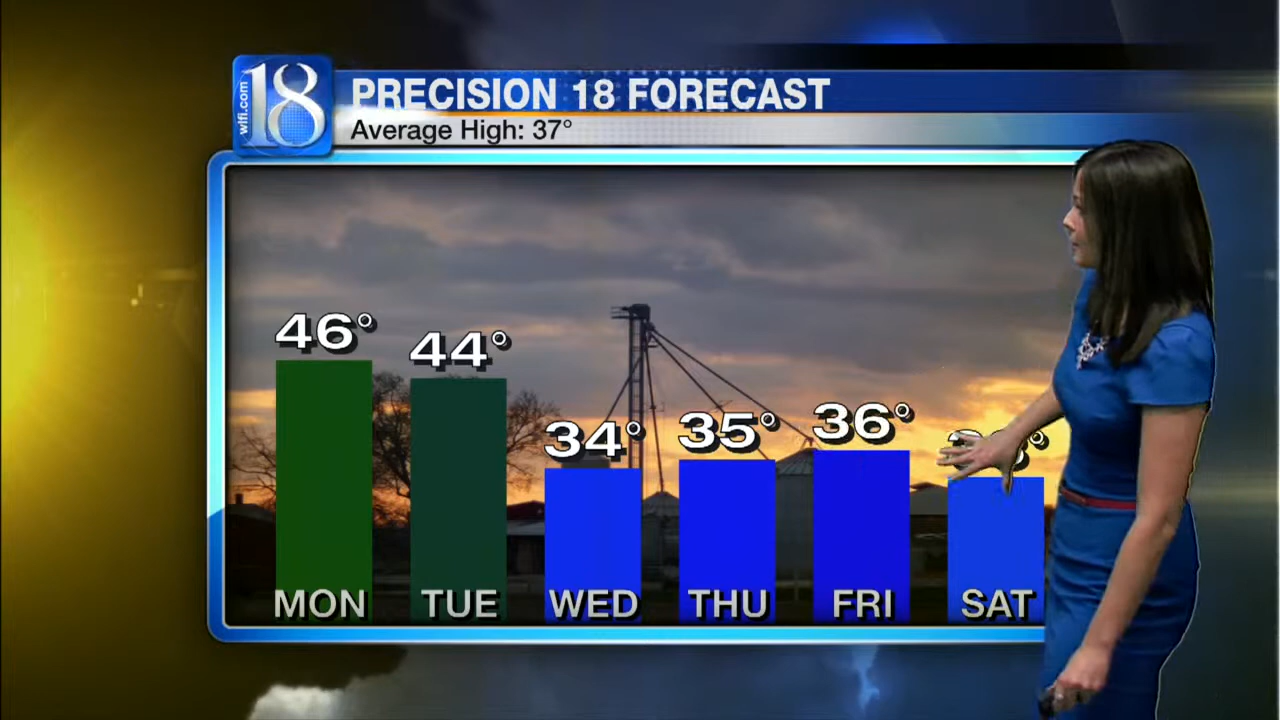 wlfi.com
18
PRECISION 18 FORECAST
Average High: 37°
46° 44° 34° 35° 36°
MON TUE WED THU FRI SAT